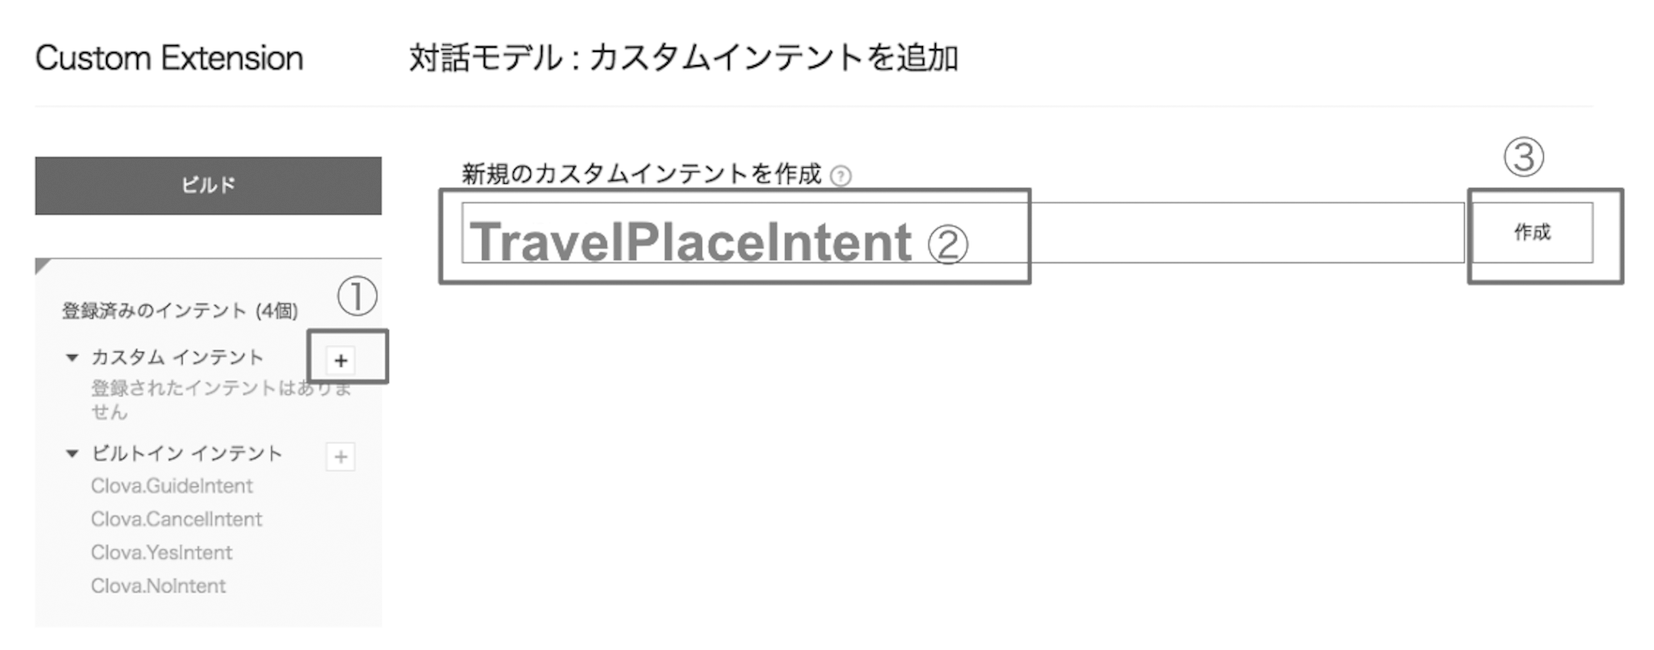 Custom Extension
対話モデル : カスタムインテントを追加
ビルド
登録済みのインテント (4個)
①
カスタム インテント
+
登録されたインテントはありま
せん
ビルトイン インテント
+
Clova.GuideIntent
Clova.CancelIntent
Clova.YesIntent
Clova.NoIntent
新規のカスタムインテントを作成 ?
TravelPlaceIntent ②
③
作成